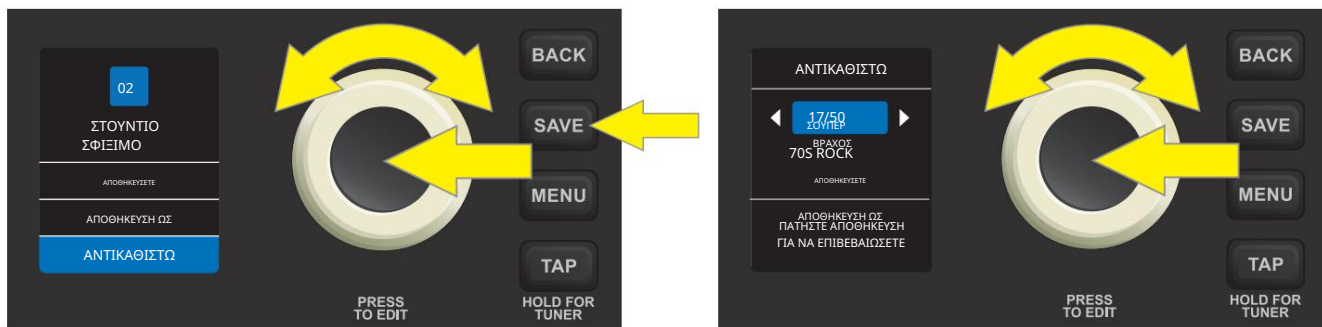 02
ΣΤΟΥΝΤΙΟ
ΣΦΙΞΙΜΟ
ΑΠΟΘΗΚΕΥΣΕΤΕ
ΑΠΟΘΗΚΕΥΣΗ ΩΣ
ΑΝΤΙΚΑΘΙΣΤΩ
BACK
SAVE
MENU
TAP
PRESS
TO EDIT
HOLD FOR
TUNER
ΑΝΤΙΚΑΘΙΣΤΩ
17/50
ΣΟΥΠΕΡ
ΒΡΑΧΟΣ
70S ROCK
ΑΠΟΘΗΚΕΥΣΕΤΕ
ΑΠΟΘΗΚΕΥΣΗ ΩΣ
ΠΑΤΗΣΤΕ ΑΠΟΘΗΚΕΥΣΗ
ΓΙΑ ΝΑ ΕΠΙΒΕΒΑΙΩΣΕΤΕ
BACK
SAVE
MENU
TAP
PRESS
TO EDIT
HOLD FOR
TUNER